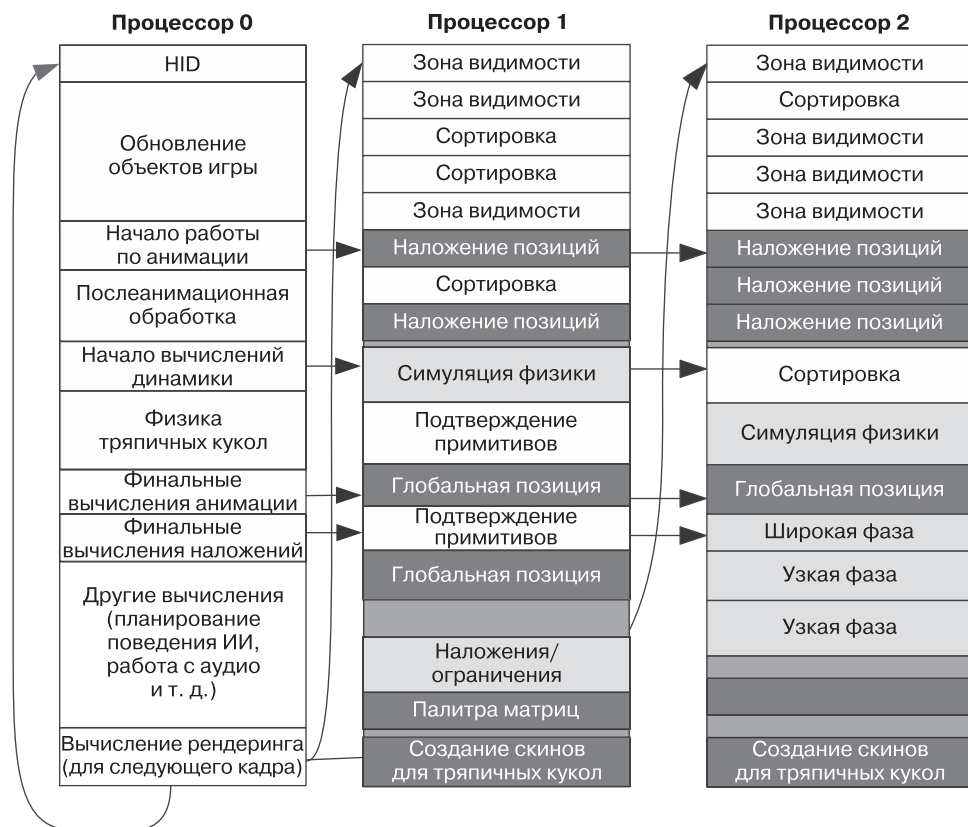 Процессор 0
HID
Обновление
объектов игры
Начало работы
по анимации
Послеанимационная
обработка
Начало вычислений
динамики
Физика
тряпичных кукол
Финальные
вычисления анимации
Финальные
вычисления наложений
Другие вычисления
(планирование
поведения ИИ,
работа с аудио
и т. д.)
Вычисление рендеринга
(для следующего кадра)
Процессор 1
Зона видимости
Зона видимости
Сортировка
Сортировка
Зона видимости
Наложение позиций
Сортировка
Наложение позиций
Симуляция физики
Подтверждение
примитивов
Глобальная позиция
Подтверждение
примитивов
Глобальная позиция
Наложения/
ограничения
Палитра матриц
Создание скинов
для тряпичных кукол
Процессор 2
Зона видимости
Сортировка
Зона видимости
Зона видимости
Зона видимости
Наложение позиций
Наложение позиций
Наложение позиций
Сортировка
Симуляция физики
Глобальная позиция
Широкая фаза
Узкая фаза
Узкая фаза
Создание скинов
для тряпичных кукол